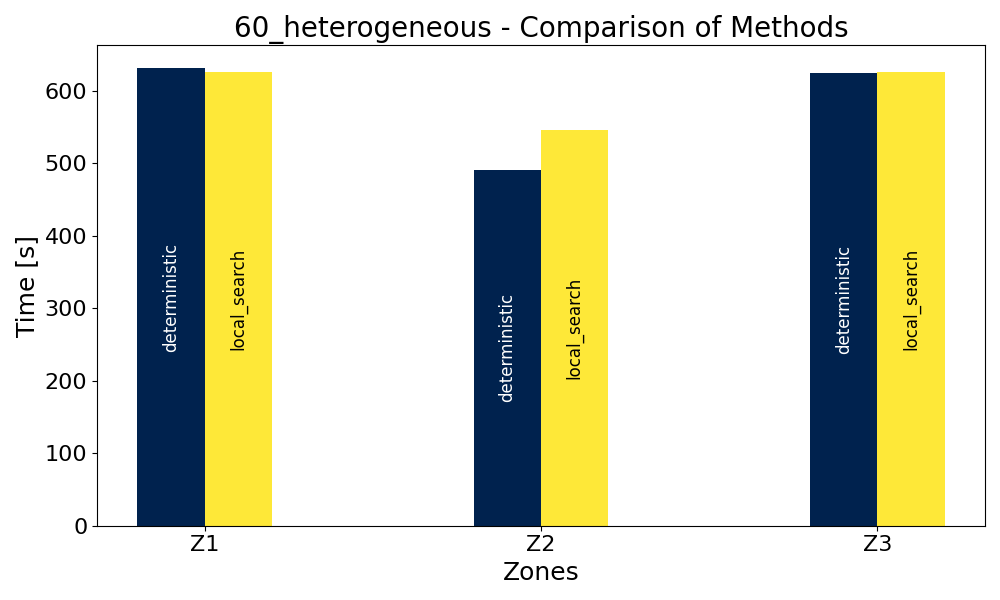 60_heterogeneous - Comparison of Methods
Time [s]
600
500
400
300
200
100
0
deterministic
local_search
deterministic
local_search
deterministic
local_search
Z1
Z2
Z3
Zones